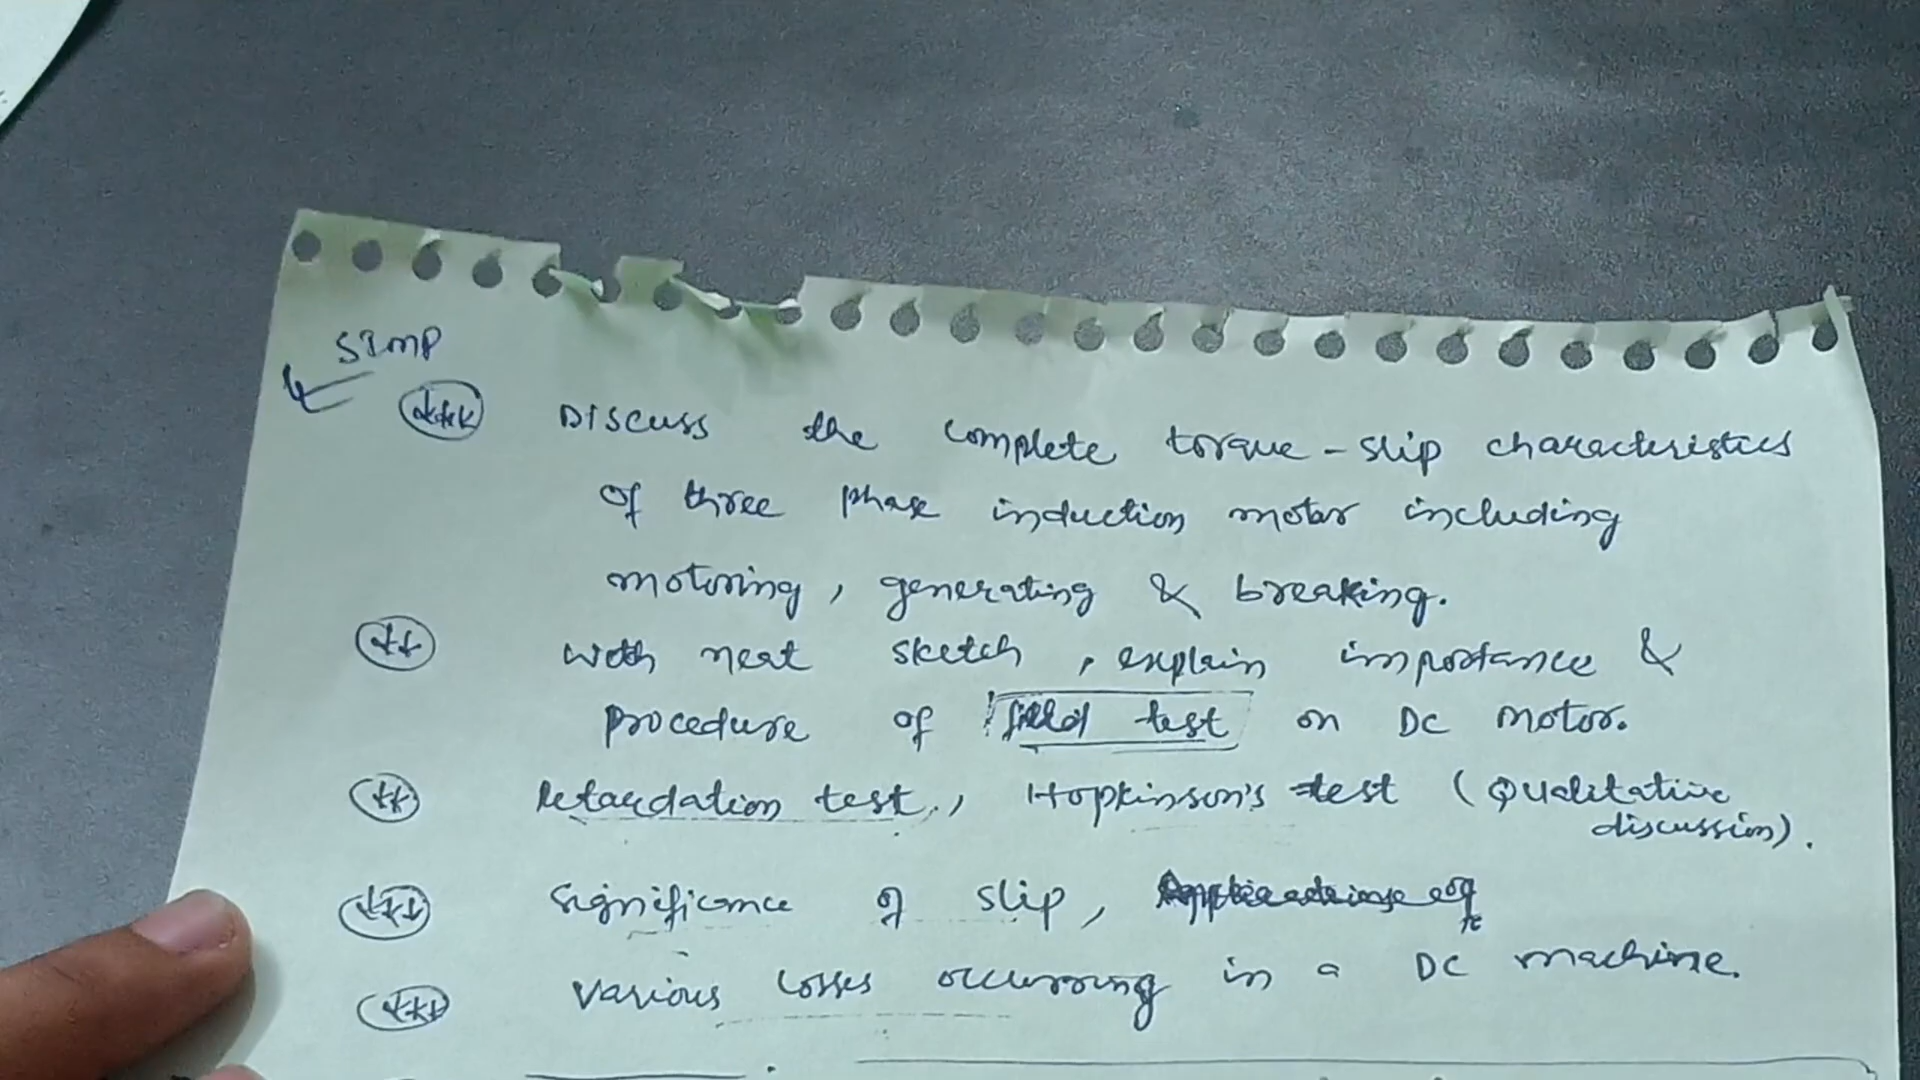 SIMP
*** Discuss the complete torque - slip characteristics
of three phase induction motor including
motoring, generating & breaking.
** with neat sketch, explain importance &
procedure of field test on DC motor.
** Retardation test, Hopkinson's test (Qualitative
discussion).
*** Significance of slip,
*** Various losses occurring in a DC machine.